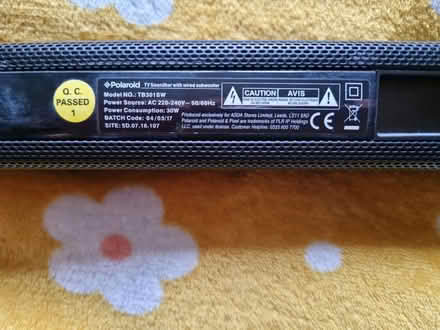 Q. C.
PASSED
1
Polaroid TV Soundbar with wired subwoofer
Model NO.: TB301SW
Power Source: AC 220-240V~ 50/60Hz
Power Consumption: 30W
BATCH Code: 04/05/17
SITE: SD.07.16.107
CAUTION AVIS
Produced exclusively for ASDA Stores Limited, Leeds, LS11 5AD
Polaroid and Polaroid & Pixel are trademarks of PLR IP Holdings
LLC, used under license. Customer Helpline: 0333 600 7700
CE